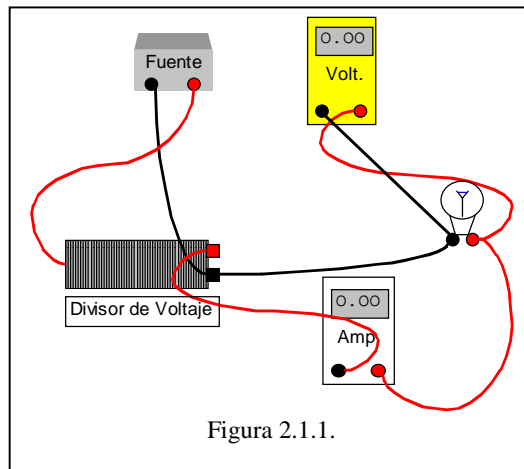 0.00
Fuente
Volt.
Divisor de Voltaje
0.00
Amp
Figura 2.1.1.